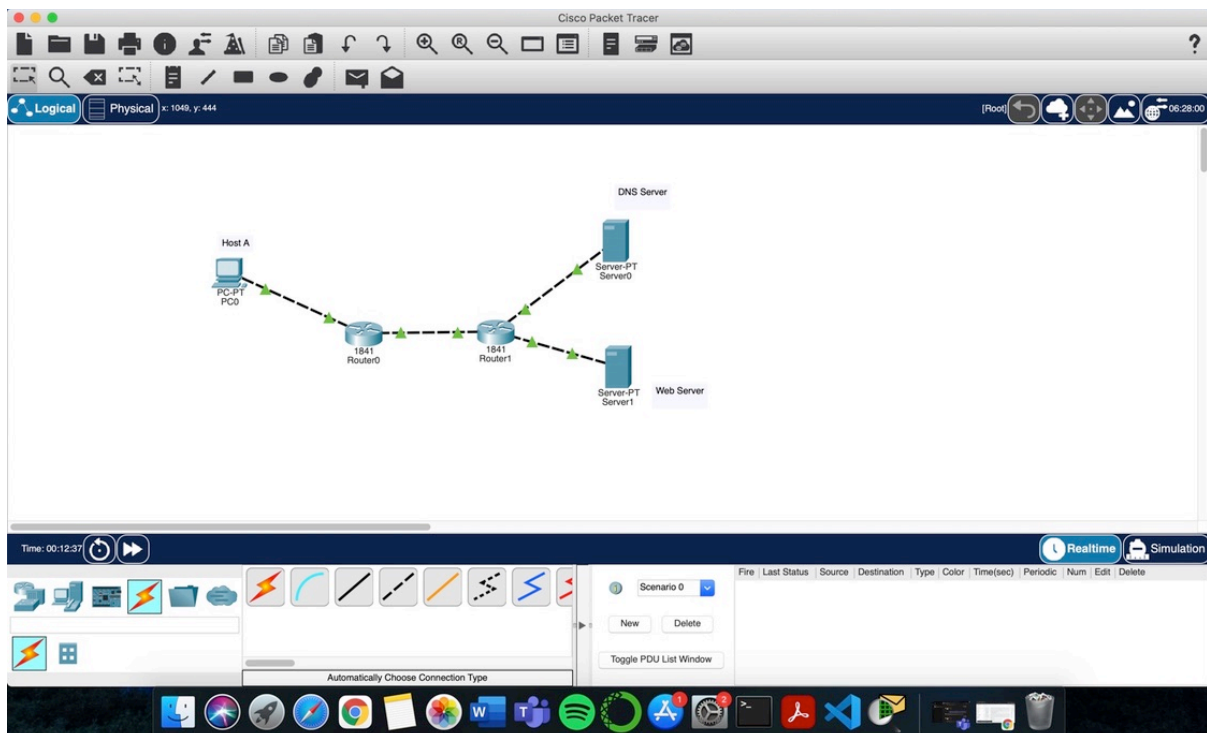 Cisco Packet Tracer
?
Logical
Physical
x: 1049, y: 444
[Root]
06:28:00
DNS Server
Host A
Server-PT
Server0
PC-PT
PC0
1841
Router0
1841
Router1
Server-PT
Server1
Web Server
Time: 00:12:37
Realtime
Simulation
Fire Last Status Source Destination Type Color Time(sec) Periodic Num Edit Delete
Scenario 0
New
Delete
Toggle PDU List Window
Automatically Choose Connection Type